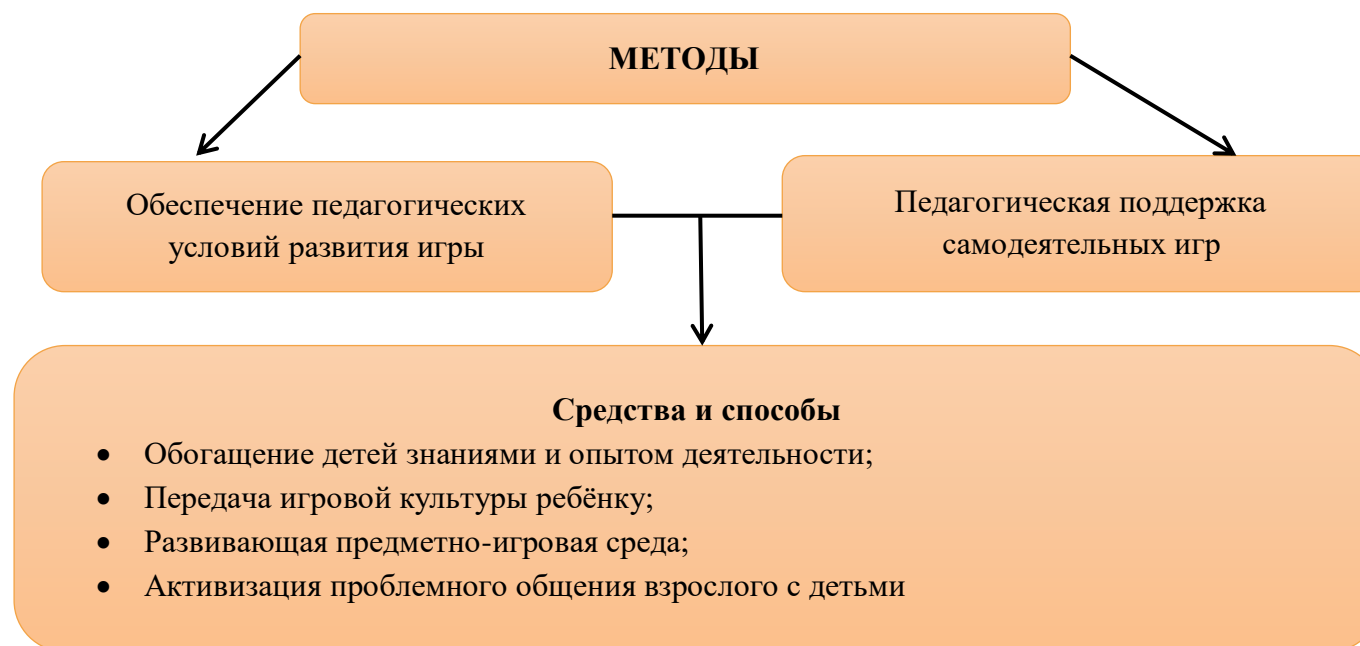 МЕТОДЫ
Обеспечение педагогических
условий развития игры
Педагогическая поддержка
самодеятельных игр
Средства и способы
• Обогащение детей знаниями и опытом деятельности;
• Передача игровой культуры ребёнку;
• Развивающая предметно-игровая среда;
• Активизация проблемного общения взрослого с детьми